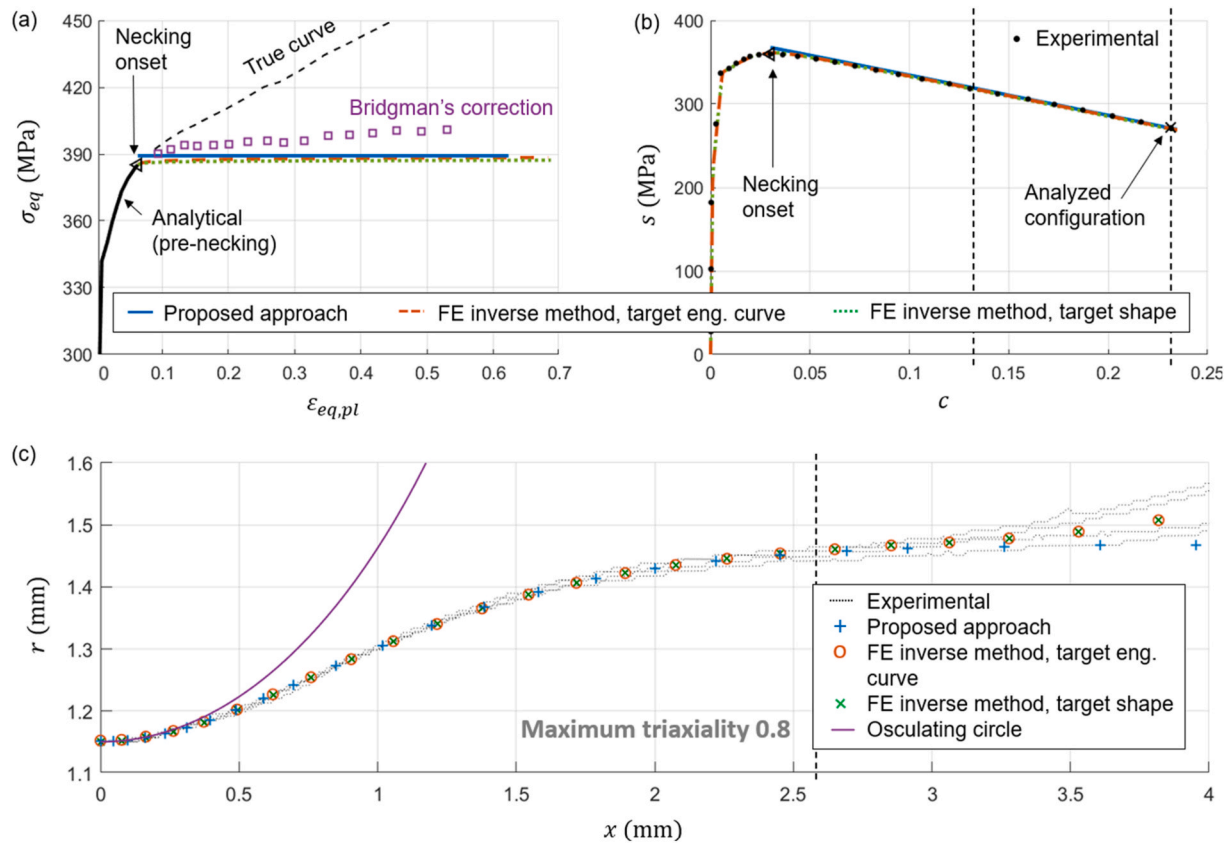 (a)
450
420
390
360
330
300
σeq (MPa)
Necking
onset
True curve
Bridgman's correction
Analytical
(pre-necking)
0 0.1 0.2 0.3 0.4 0.5 0.6 0.7
εeq,pl
(b)
400
300
200
100
0
s (MPa)
Experimental
Necking
onset
Analyzed
configuration
0 0.05 0.1 0.15 0.2 0.25
c
Proposed approach FE inverse method, target eng. curve FE inverse method, target shape
(c)
1.6
1.5
1.4
1.3
1.2
1.1
r (mm)
Maximum triaxiality 0.8
Experimental
Proposed approach
FE inverse method, target eng.
curve
FE inverse method, target shape
Osculating circle
0 0.5 1 1.5 2 2.5 3 3.5 4
x (mm)